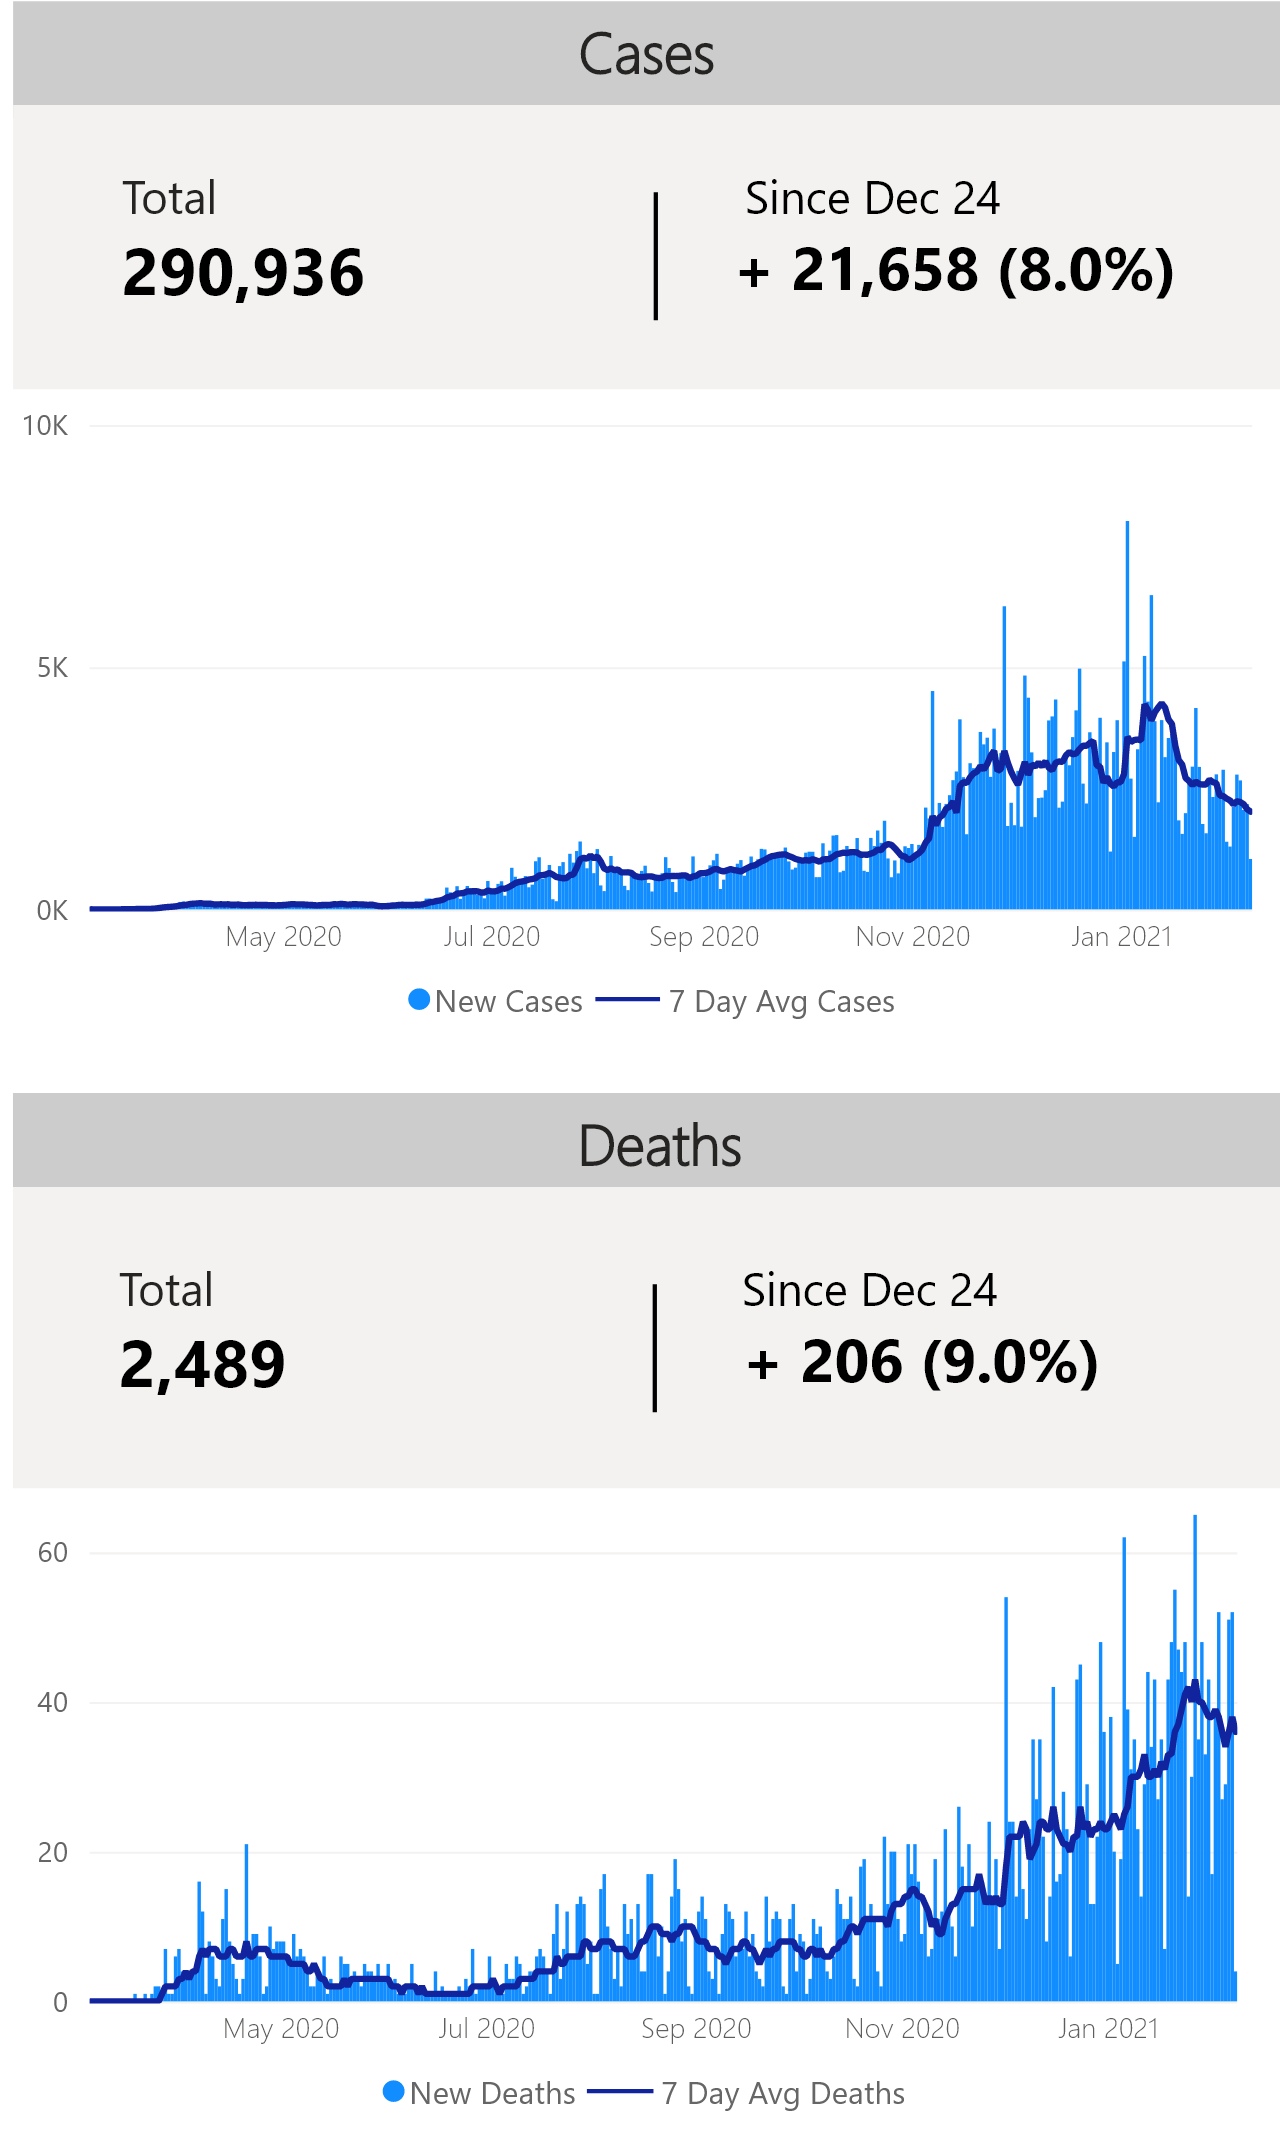 Cases
Total
Since Dec 24
290,936
+ 21,658 (8.0%)
10K
5K
0K
May 2020
Jul 2020
Sep 2020
Nov 2020
Jan 2021
New Cases
7 Day Avg Cases
Deaths
Total
Since Dec 24
2,489
+ 206 (9.0%)
60
40
20
0
May 2020
Jul 2020
Sep 2020
Nov 2020
Jan 2021
New Deaths
7 Day Avg Deaths